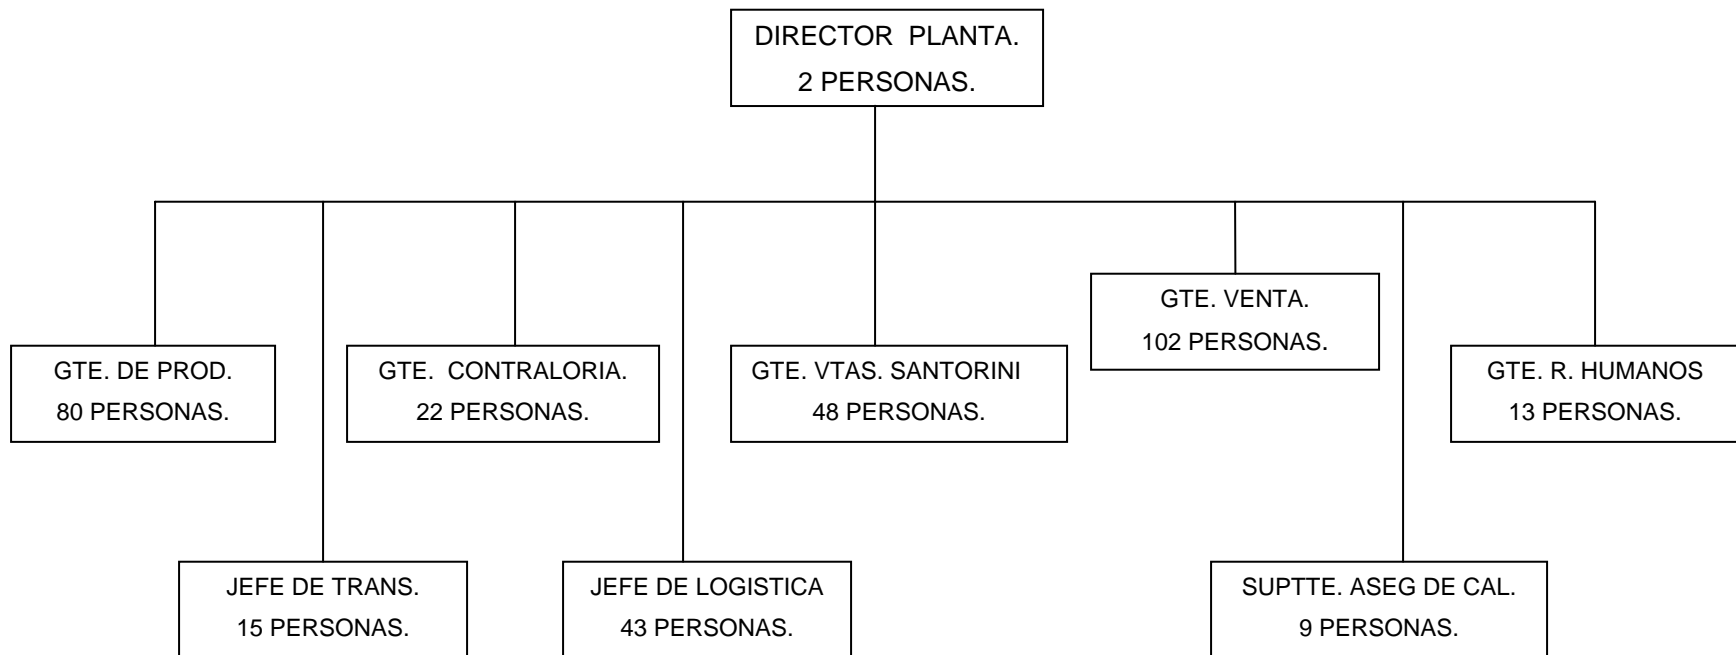 DIRECTOR PLANTA.
2 PERSONAS.
GTE. VENTA.
102 PERSONAS.
GTE. DE PROD.
80 PERSONAS.
GTE. CONTRALORIA.
22 PERSONAS.
GTE. VTAS. SANTORINI
48 PERSONAS.
GTE. R. HUMANOS
13 PERSONAS.
JEFE DE TRANS.
15 PERSONAS.
JEFE DE LOGISTICA
43 PERSONAS.
SUPTTE. ASEG DE CAL.
9 PERSONAS.